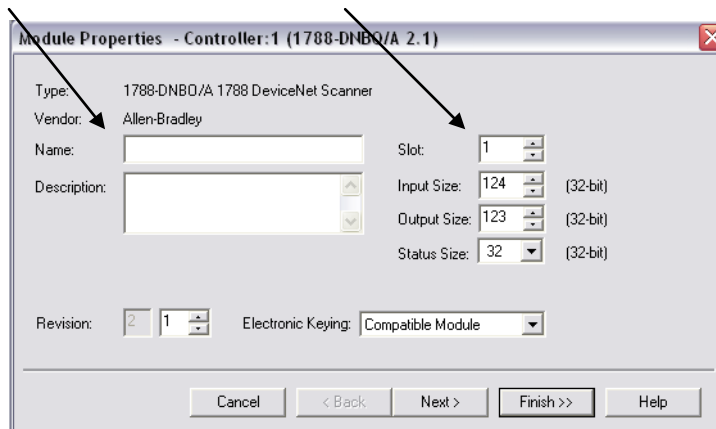 Module Properties - Controller:1 (1788-DNBO/A 2.1)
Type: 1788-DNBO/A 1788 DeviceNet Scanner
Vendor: Allen-Bradley
Name: Slot: 1
Description: Input Size: 124 (32-bit)
Output Size: 123 (32-bit)
Status Size: 32 (32-bit)
Revision: 2 1 Electronic Keying: Compatible Module
Cancel < Back Next > Finish >> Help